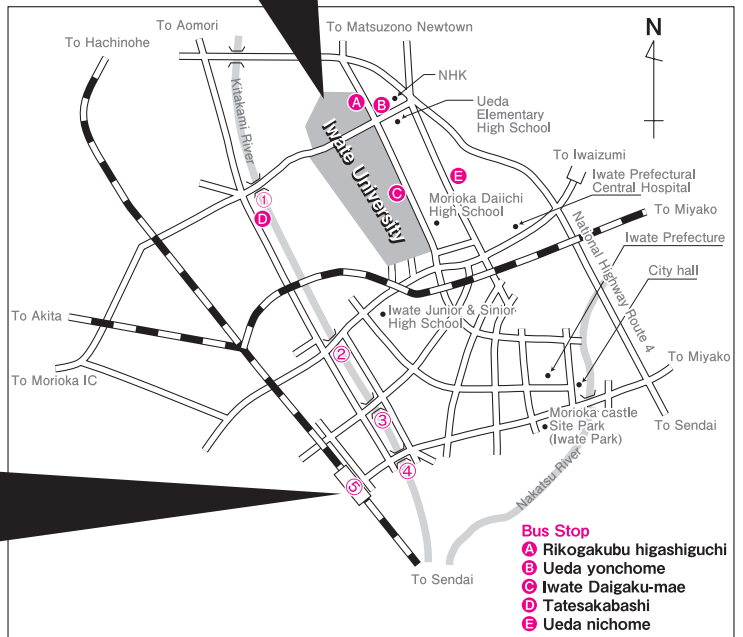 To Aomori
To Matsuzono Newtown
To Hachinohe
N
NHK
Kitakami River
A
B
Ueda
Elementary
High School
Iwate University
To Iwaizumi
E
Iwate Prefectural
Central Hospital
C
Morioka Daiichi
High School
①
D
To Miyako
National Highway Route 4
Iwate Prefecture
City hall
To Akita
Iwate Junior & Sinior
High School
②
To Miyako
To Morioka IC
③
Morioka castle
Site Park
(Iwate Park)
To Sendai
④
⑤
Nakatsu River
Bus Stop
A Rikogakubu higashiguchi
B Ueda yonchome
C Iwate Daigaku-mae
D Tatesakabashi
E Ueda nichome
To Sendai